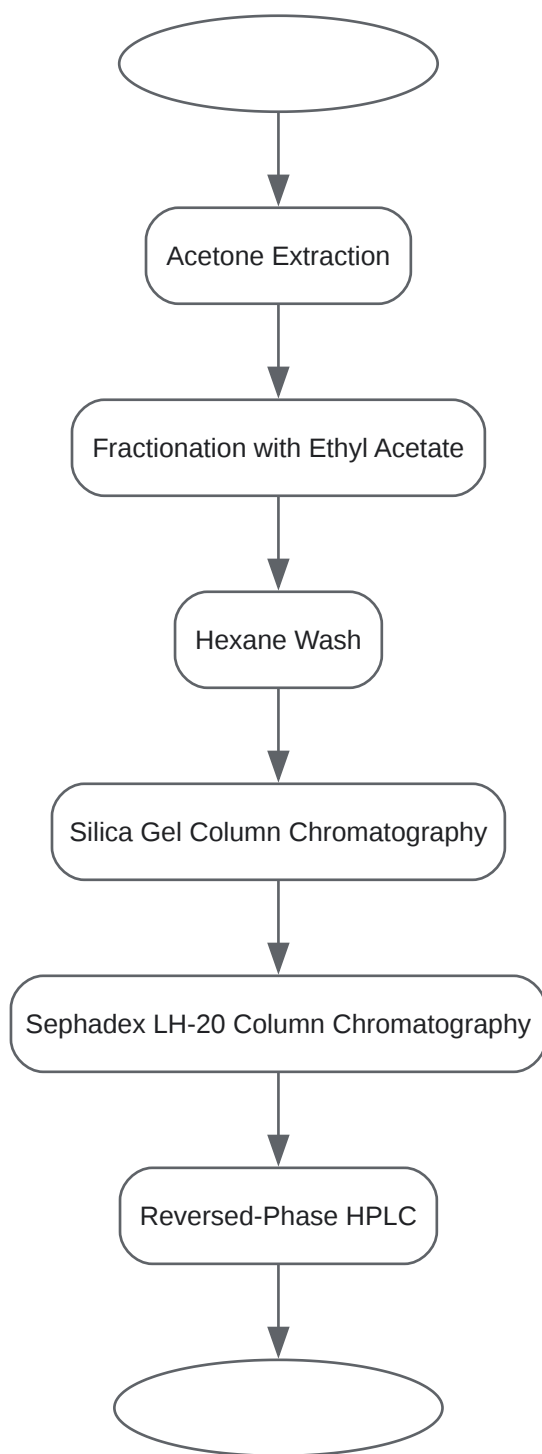 Acetone Extraction
Fractionation with Ethyl Acetate
Hexane Wash
Silica Gel Column Chromatography
Sephadex LH-20 Column Chromatography
Reversed-Phase HPLC